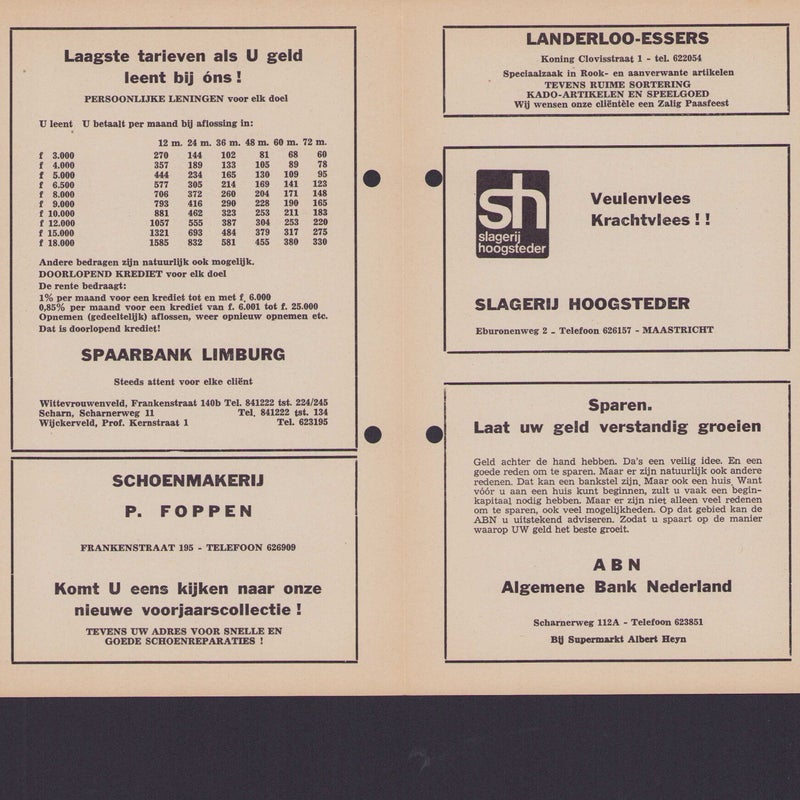 Laagste tarieven als U geld
leent bij óns !
PERSOONLIJKE LENINGEN voor elk doel
U leent U betaalt per maand bij aflossing in:
12 m. 24 m. 36 m. 48 m. 60 m. 72 m.
f 3.000 270 144 102 81 68 60
f 4.000 357 189 133 105 89 78
f 5.000 444 234 165 130 109 95
f 6.500 577 305 214 169 141 123
f 8.000 706 372 260 204 171 148
f 9.000 793 416 290 228 190 165
f 10.000 881 462 323 253 211 183
f 12.000 1057 555 387 304 253 220
f 15.000 1321 693 484 379 317 275
f 18.000 1585 832 581 455 380 330
Andere bedragen zijn natuurlijk ook mogelijk.
DOORLOPEND KREDIET voor elk doel
De rente bedraagt:
1% per maand voor een krediet tot en met f. 6.000
0,85% per maand voor een krediet van f. 6.001 tot f. 25.000
Opnemen (gedeeltelijk) aflossen, weer opnieuw opnemen etc.
Dat is doorlopend krediet!
SPAARBANK LIMBURG
Steeds attent voor elke cliënt
Wittevrouwenveld, Frankenstraat 140b Tel. 841222 tst. 224/245
Scharn, Scharnerweg 11 Tel. 841222 tst. 134
Wijckerveld, Prof. Kernstraat 1 Tel. 623195
SCHOENMAKERIJ
P. FOPPEN
FRANKENSTRAAT 195 - TELEFOON 626909
Komt U eens kijken naar onze
nieuwe voorjaarscollectie !
TEVENS UW ADRES VOOR SNELLE EN
GOEDE SCHOENREPARATIES !
LANDERLOO-ESSERS
Koning Clovisstraat 1 - tel. 622054
Speciaalzaak in Rook- en aanverwante artikelen
TEVENS RUIME SORTERING
KADO-ARTIKELEN EN SPEELGOED
Wij wensen onze cliëntèle een Zalig Paasfeest
sh
slagerij
hoogsteder
Veulenvlees
Krachtvlees ! !
SLAGERIJ HOOGSTEDER
Eburonenweg 2 - Telefoon 626157 - MAASTRICHT
Sparen.
Laat uw geld verstandig groeien
Geld achter de hand hebben. Da's een veilig idee. En een
goede reden om te sparen. Maar er zijn natuurlijk ook andere
redenen. Dat kan een bankstel zijn. Maar ook een huis. Want
vóór u aan een huis kunt beginnen, zult u vaak een begin-
kapitaal nodig hebben. Maar er zijn niet alleen veel redenen
om te sparen, ook veel mogelijkheden. Op dat gebied kan de
ABN u uitstekend adviseren. Zodat u spaart op de manier
waarop UW geld het beste groeit.
ABN
Algemene Bank Nederland
Scharnerweg 112A - Telefoon 623851
Bij Supermarkt Albert Heyn